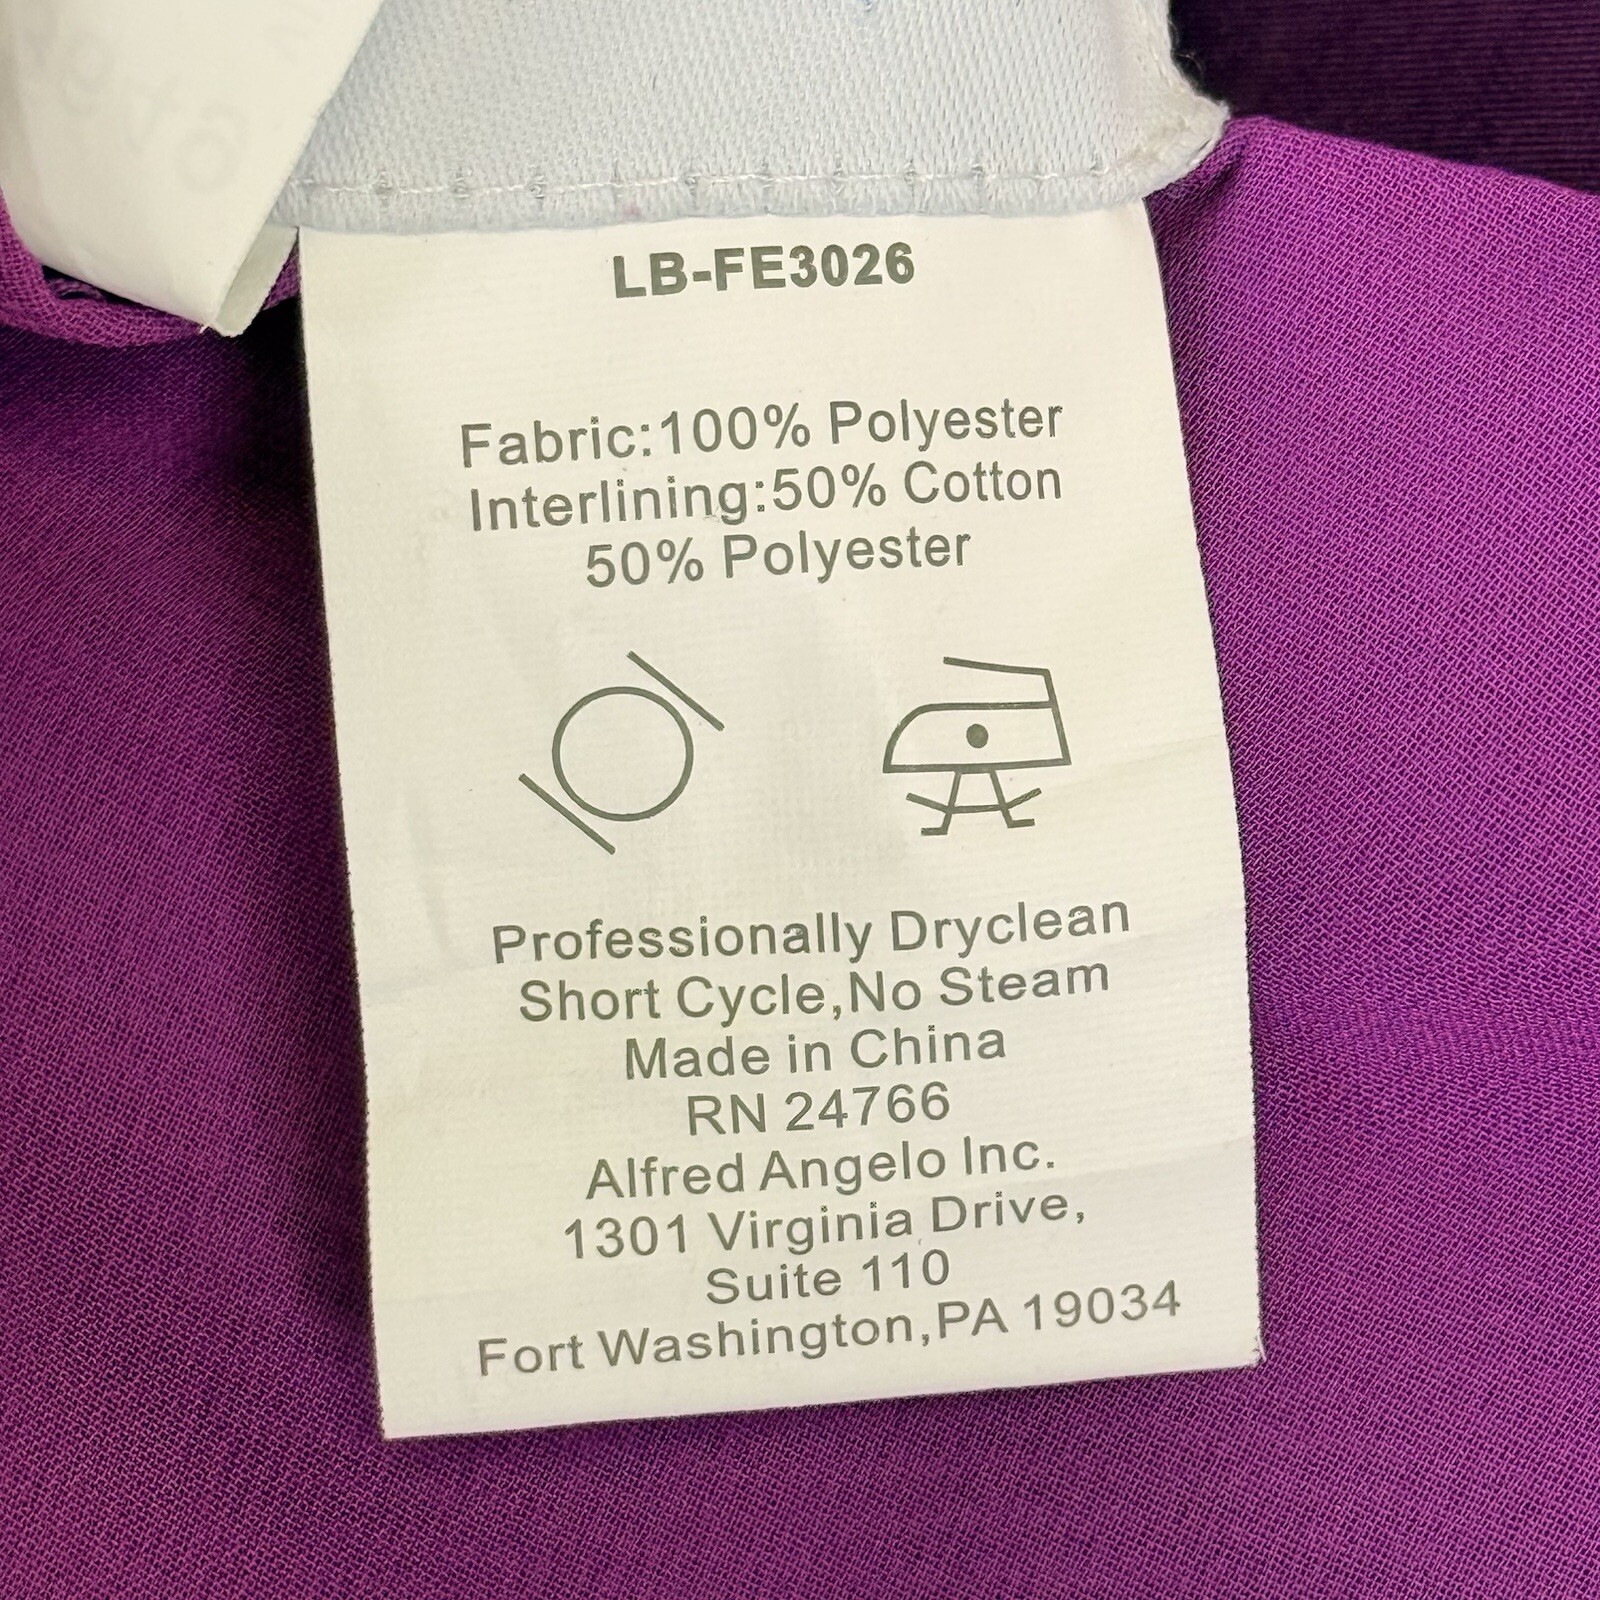 LB-FE3026
Fabric:100% Polyester
Interlining:50% Cotton
50% Polyester
Professionally Dryclean
Short Cycle,No Steam
Made in China
RN 24766
Alfred Angelo Inc.
1301 Virginia Drive,
Suite 110
Fort Washington,PA 19034